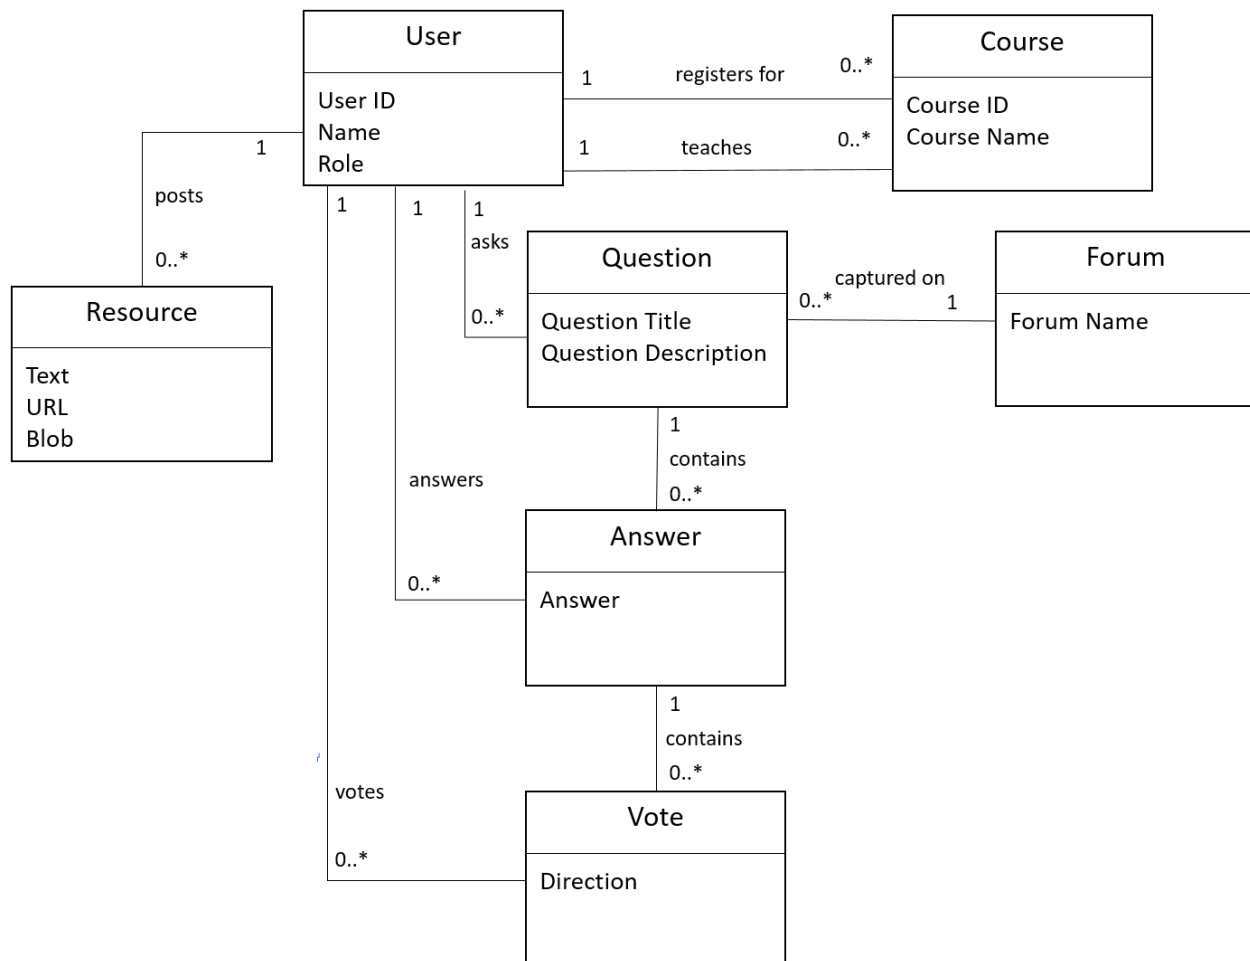 User
User ID
Name
Role
Course
Course ID
Course Name
1 registers for 0..*
1 teaches 0..*
1
posts
0..*
Resource
Text
URL
Blob
1
asks
0..*
Question
Question Title
Question Description
0..* captured on 1
Forum
Forum Name
1
contains
0..*
1
answers
0..*
Answer
Answer
1
contains
0..*
1
votes
0..*
Vote
Direction